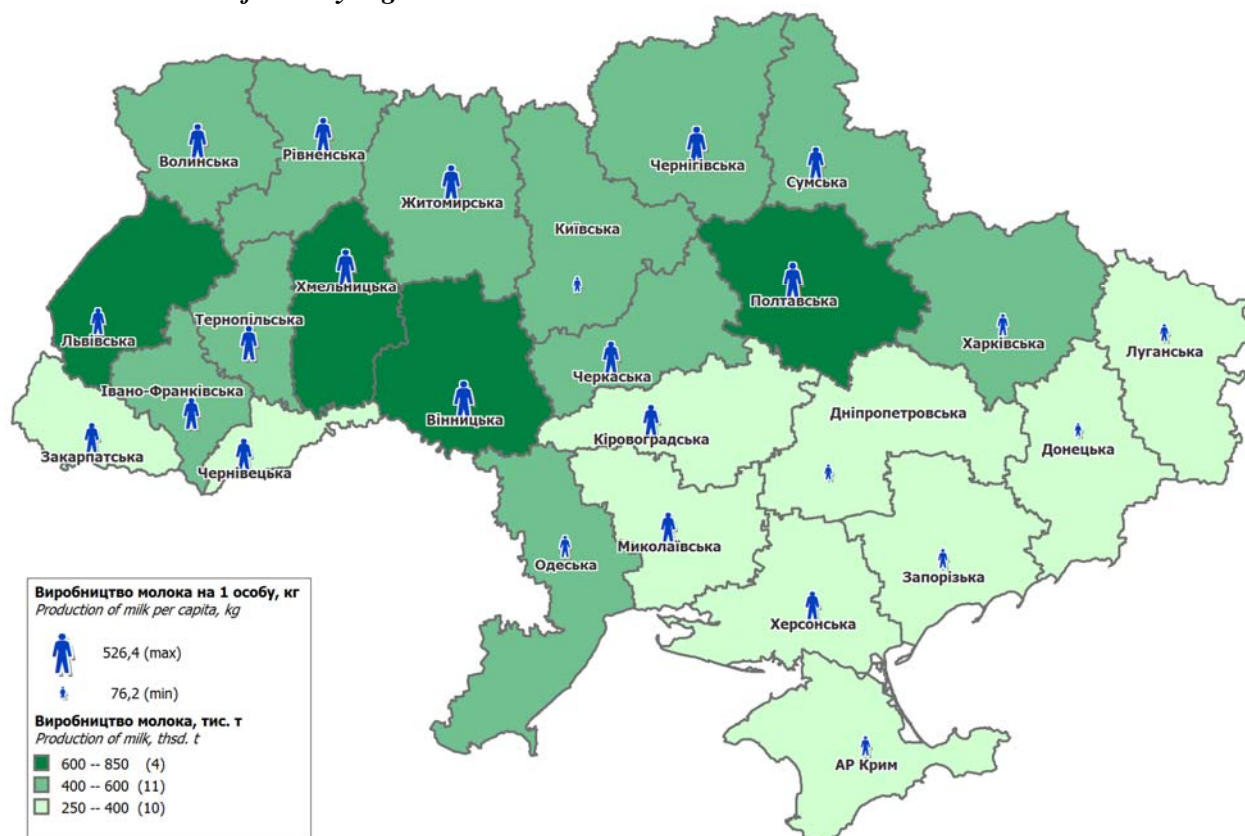 Волинська
Рівненська
Житомирська
Київська
Чернігівська
Сумська
Львівська
Тернопільська
Хмельницька
Вінницька
Черкаська
Полтавська
Харківська
Луганська
Івано-Франківська
Закарпатська
Чернівецька
Кіровоградська
Дніпропетровська
Донецька
Одеська
Миколаївська
Запорізька
Херсонська
АР Крим
Виробництво молока на 1 особу, кг
Production of milk per capita, kg
526,4 (max)
76,2 (min)
Виробництво молока, тис. т
Production of milk, thsd. t
600 -- 850 (4)
400 -- 600 (11)
250 -- 400 (10)